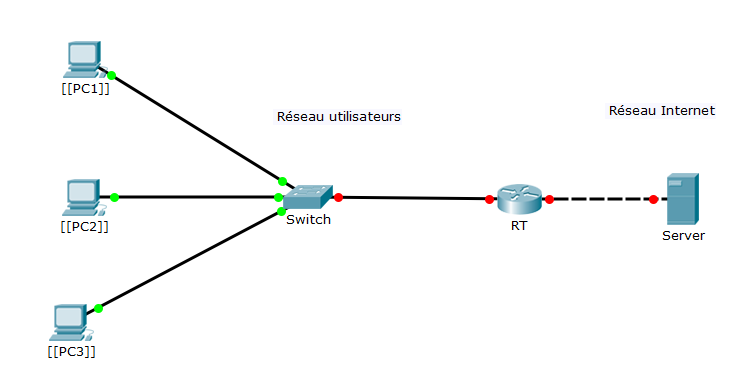 [[PC1]]
Réseau utilisateurs
Réseau Internet
[[PC2]]
Switch
RT
Server
[[PC3]]